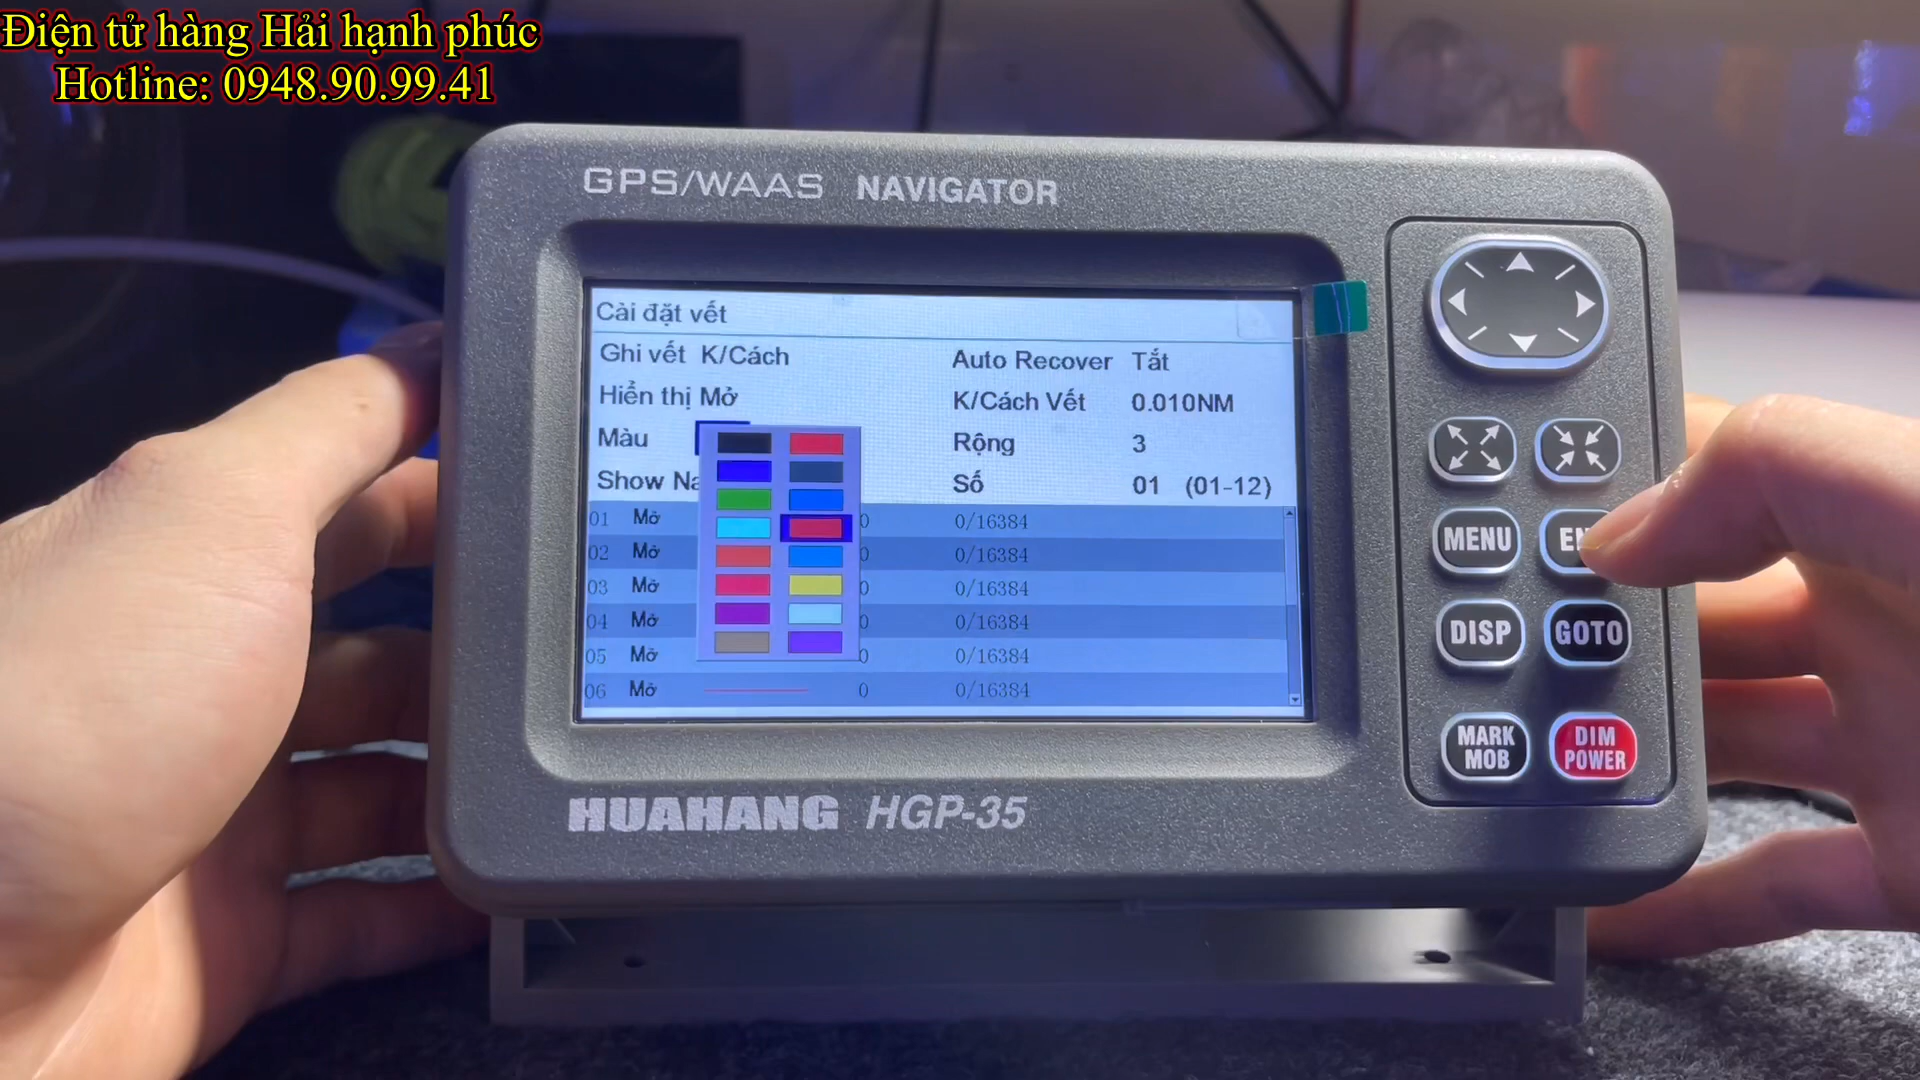 Điện tử hàng Hải hạnh phúc
Hotline: 0948.90.99.41
GPS/WAAS NAVIGATOR
Cài đặt vết
Ghi vết K/Cách Auto Recover Tắt
Hiển thị Mở K/Cách Vết 0.010NM
Màu Rộng 3
Show Số 01 (01-12)
01 Mở 0 0/16384
02 Mở 0 0/16384
03 Mở 0 0/16384
04 Mở 0 0/16384
05 Mở 0 0/16384
06 Mở 0 0/16384
MENU
DISP GOTO
MARK MOB
DIM POWER
HUAHANG HGP-35